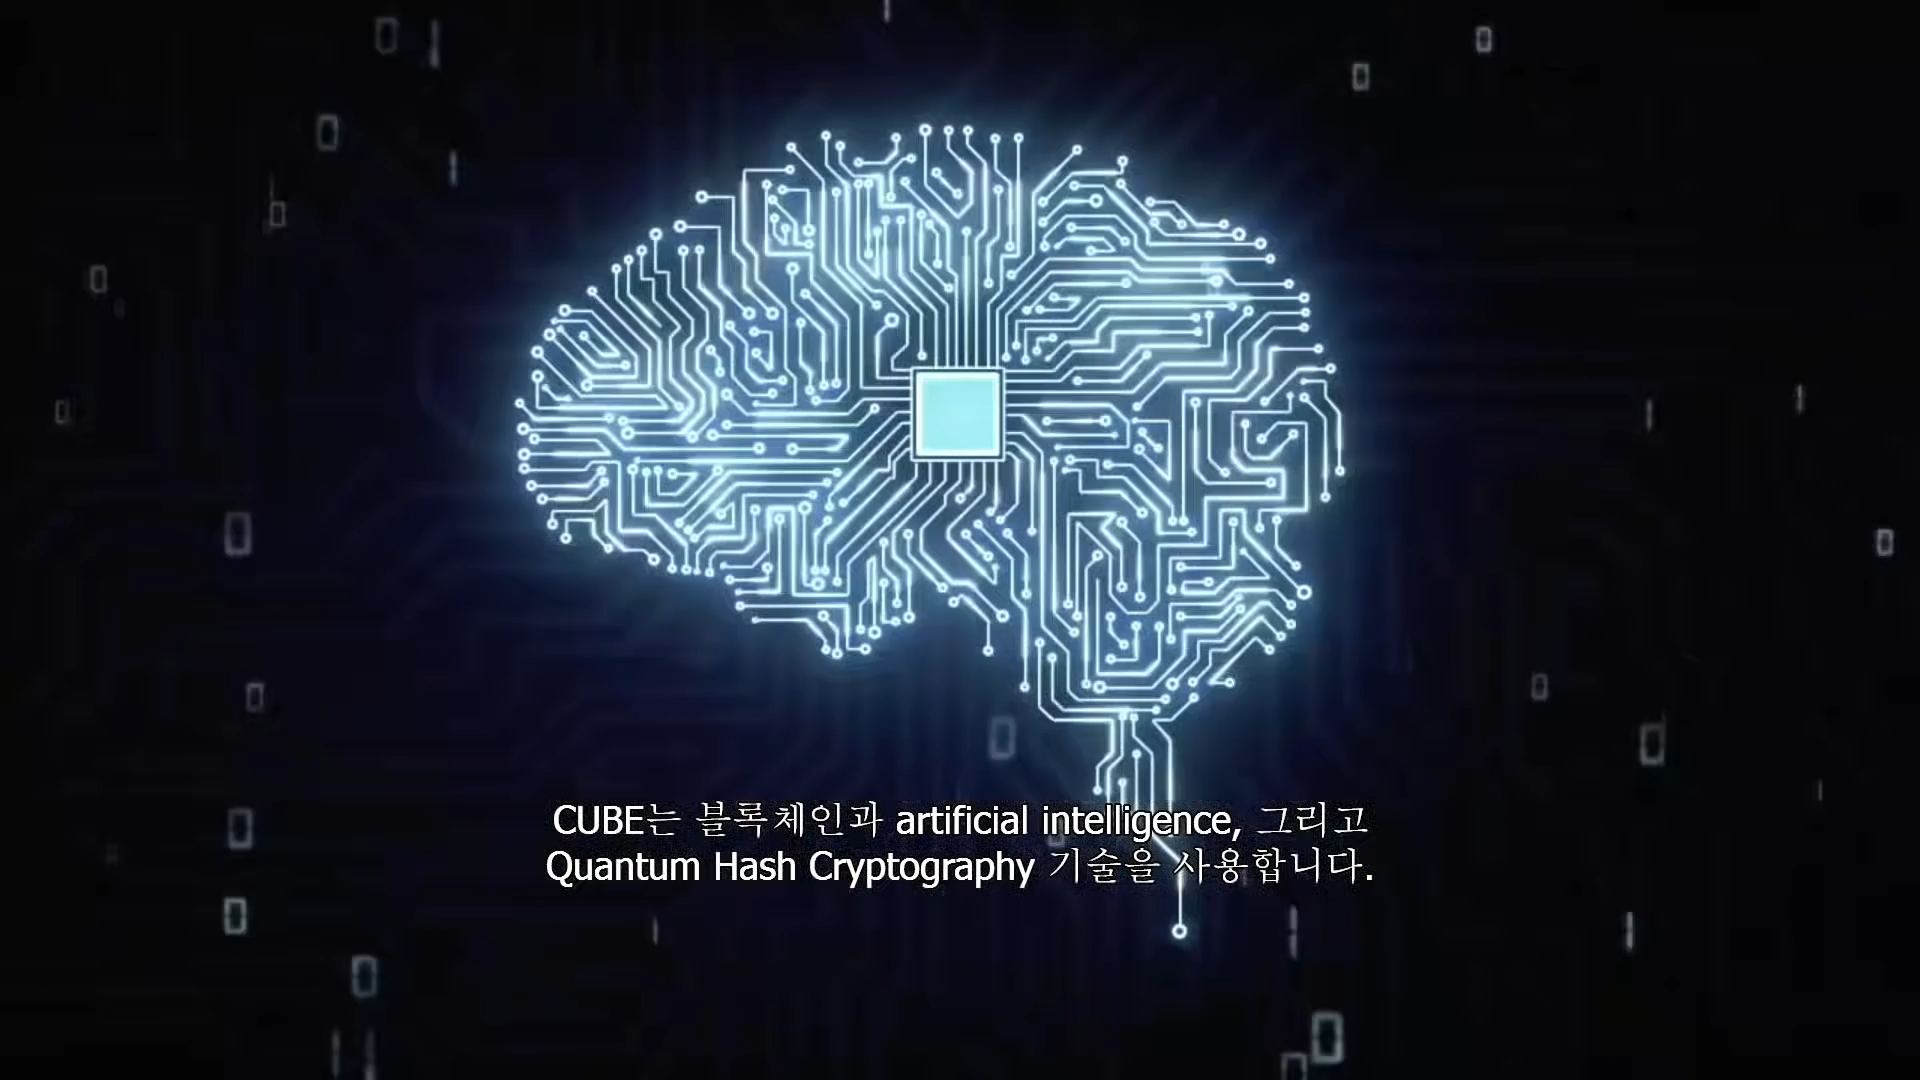 CUBE는 블록체인과 artificial intelligence, 그리고
Quantum Hash Cryptography 기술을 사용합니다.